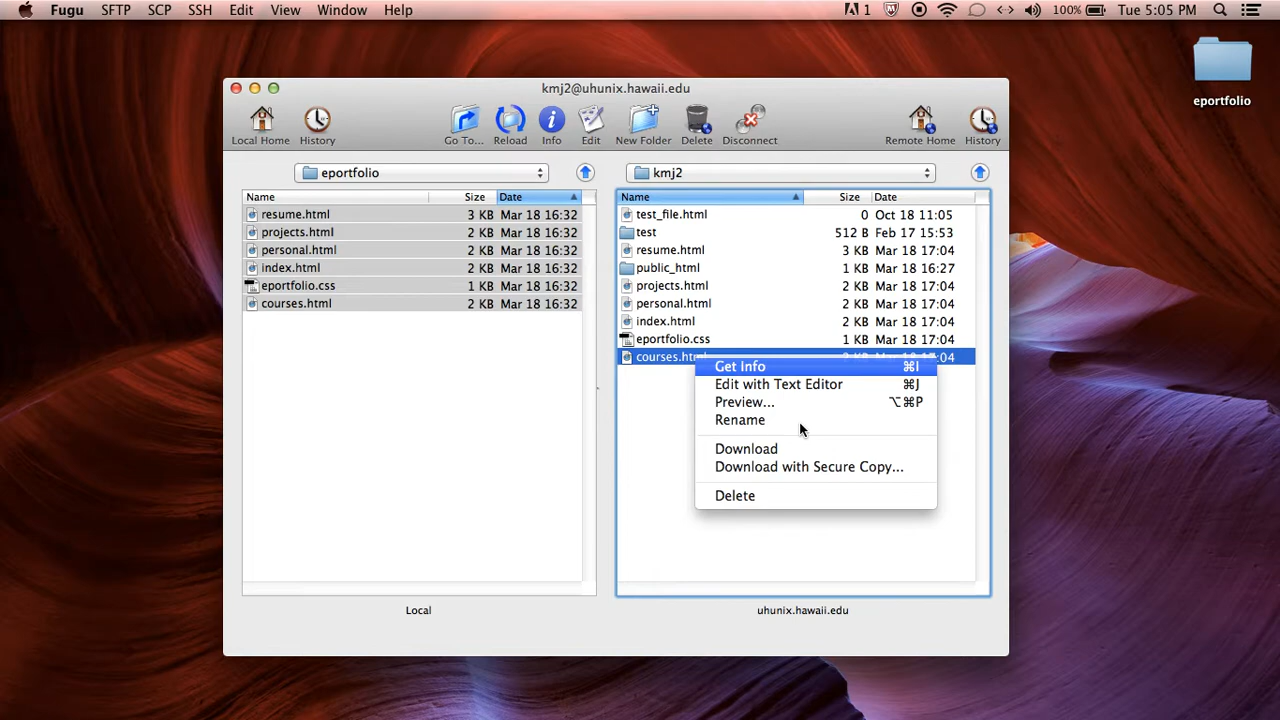 Fugu SFTP SCP SSH Edit View Window Help 1 100% Tue 5:05 PM
eportfolio
kmj2@uhunix.hawaii.edu
Local Home History Go To... Reload Info Edit New Folder Delete Disconnect Remote Home History
eportfolio
Name Size Date
resume.html 3 KB Mar 18 16:32
projects.html 2 KB Mar 18 16:32
personal.html 2 KB Mar 18 16:32
index.html 2 KB Mar 18 16:32
eportfolio.css 1 KB Mar 18 16:32
courses.html 2 KB Mar 18 16:32
Local
kmj2
Name Size Date
test_file.html 0 Oct 18 11:05
test 512 B Feb 17 15:53
resume.html 3 KB Mar 18 17:04
public_html 1 KB Mar 18 16:27
projects.html 2 KB Mar 18 17:04
personal.html 2 KB Mar 18 17:04
index.html 2 KB Mar 18 17:04
eportfolio.css 1 KB Mar 18 17:04
courses.html 2 KB Mar 18 17:04
Get Info ⌘I
Edit with Text Editor ⌘J
Preview... ⌥⌘P
Rename
Download
Download with Secure Copy...
Delete
uhunix.hawaii.edu